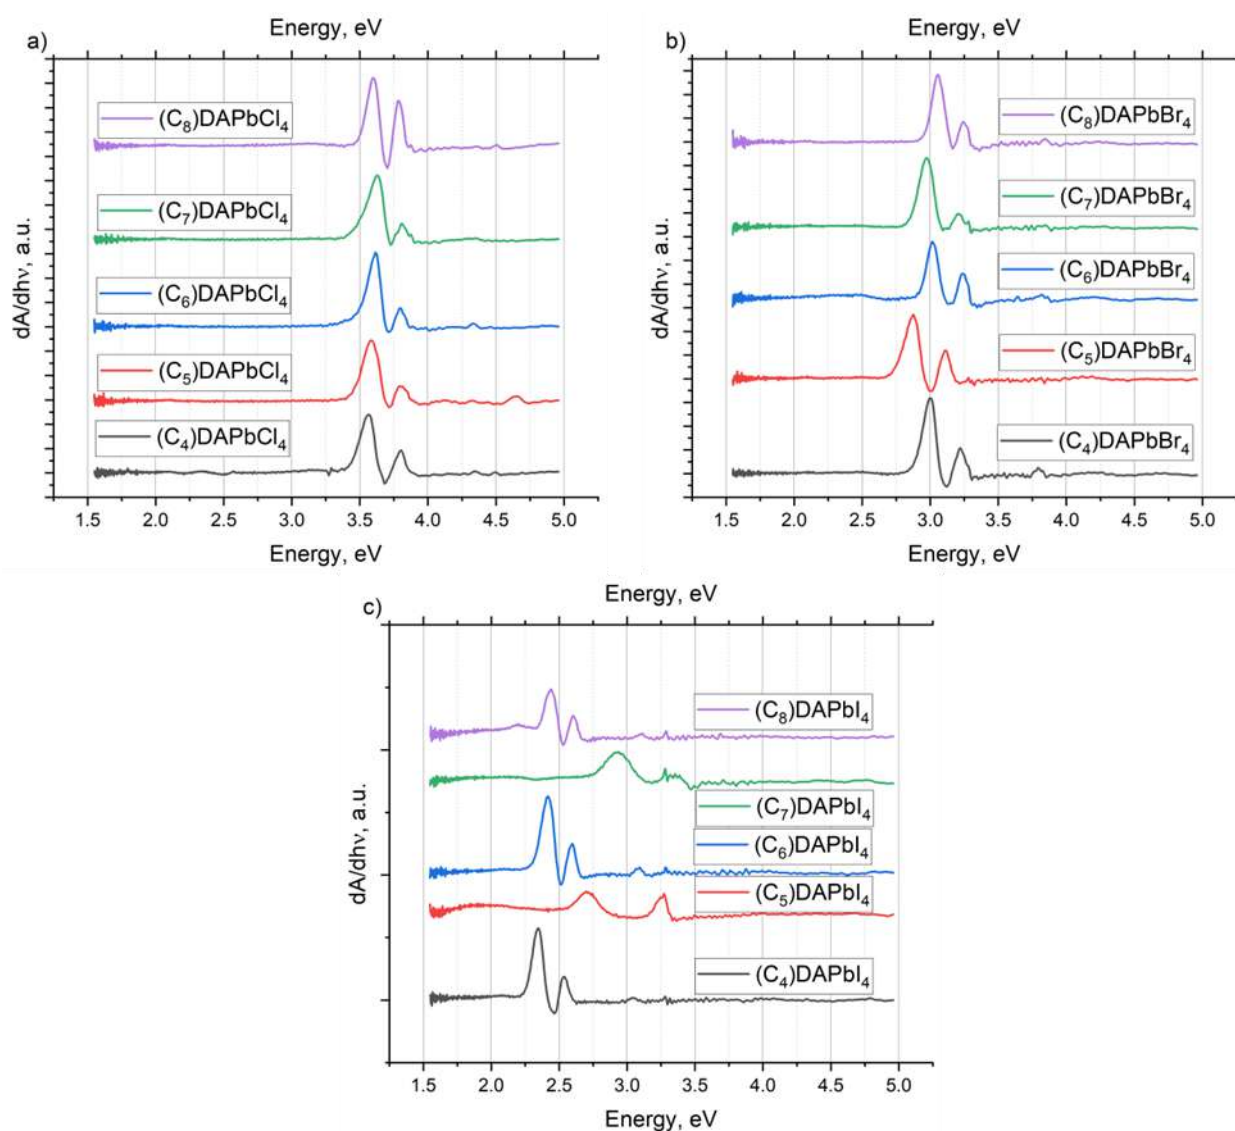 Energy, eV
a)
(C₈)DAPbCl₄
(C₇)DAPbCl₄
(C₆)DAPbCl₄
(C₅)DAPbCl₄
(C₄)DAPbCl₄
dA/dhν, a.u.
1.5 2.0 2.5 3.0 3.5 4.0 4.5 5.0
Energy, eV
Energy, eV
b)
(C₈)DAPbBr₄
(C₇)DAPbBr₄
(C₆)DAPbBr₄
(C₅)DAPbBr₄
(C₄)DAPbBr₄
dA/dhν, a.u.
1.5 2.0 2.5 3.0 3.5 4.0 4.5 5.0
Energy, eV
Energy, eV
c)
(C₈)DAPbI₄
(C₇)DAPbI₄
(C₆)DAPbI₄
(C₅)DAPbI₄
(C₄)DAPbI₄
dA/dhν, a.u.
1.5 2.0 2.5 3.0 3.5 4.0 4.5 5.0
Energy, eV